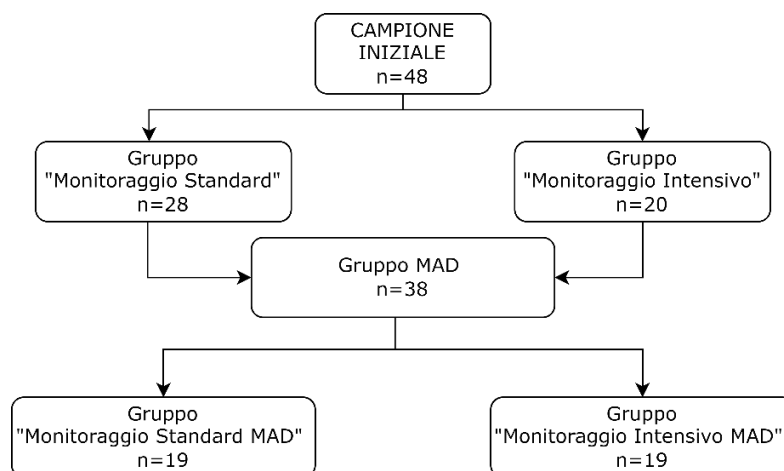 CAMPIONE
INIZIALE
n=48
Gruppo
"Monitoraggio Standard"
n=28
Gruppo
"Monitoraggio Intensivo"
n=20
Gruppo MAD
n=38
Gruppo
"Monitoraggio Standard MAD"
n=19
Gruppo
"Monitoraggio Intensivo MAD"
n=19